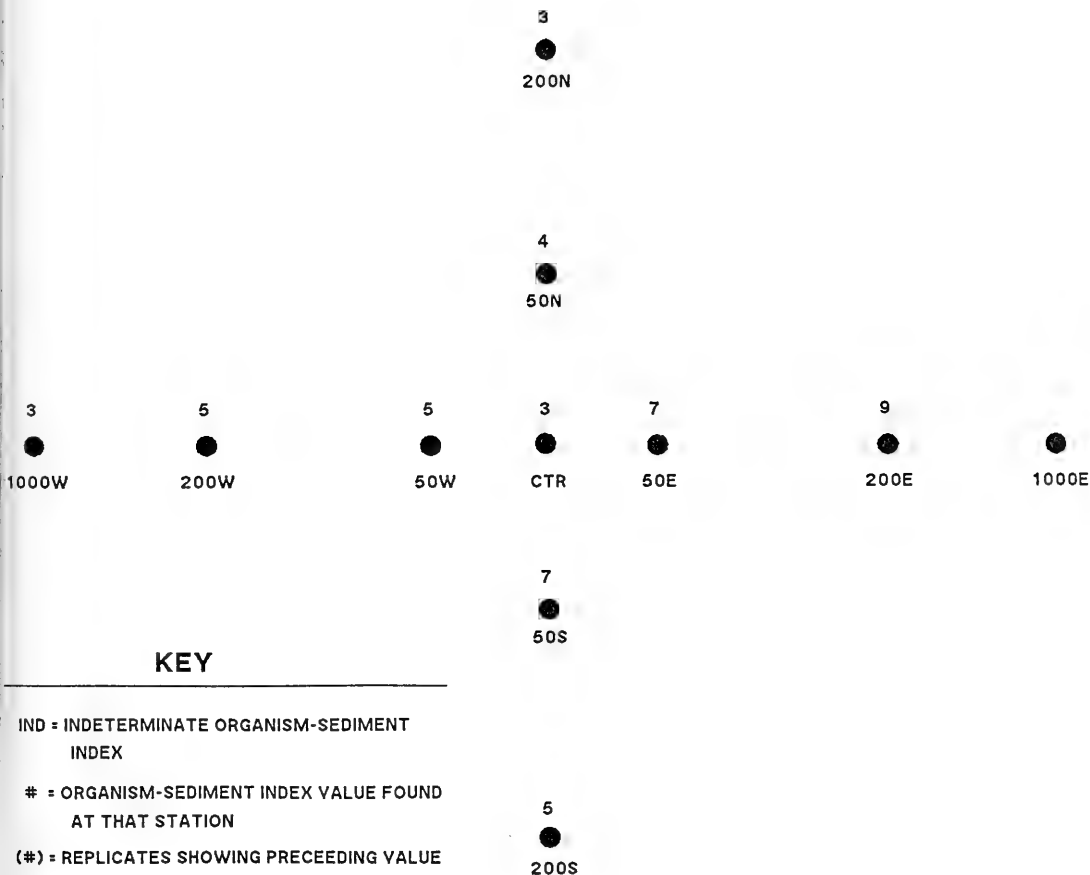 3
200N
4
50N
3 5 5 3 7 9
1000W 200W 50W CTR 50E 200E 1000E
7
50S
KEY
IND = INDETERMINATE ORGANISM-SEDIMENT
INDEX
# = ORGANISM-SEDIMENT INDEX VALUE FOUND
AT THAT STATION
(#) = REPLICATES SHOWING PRECEEDING VALUE
5
200S